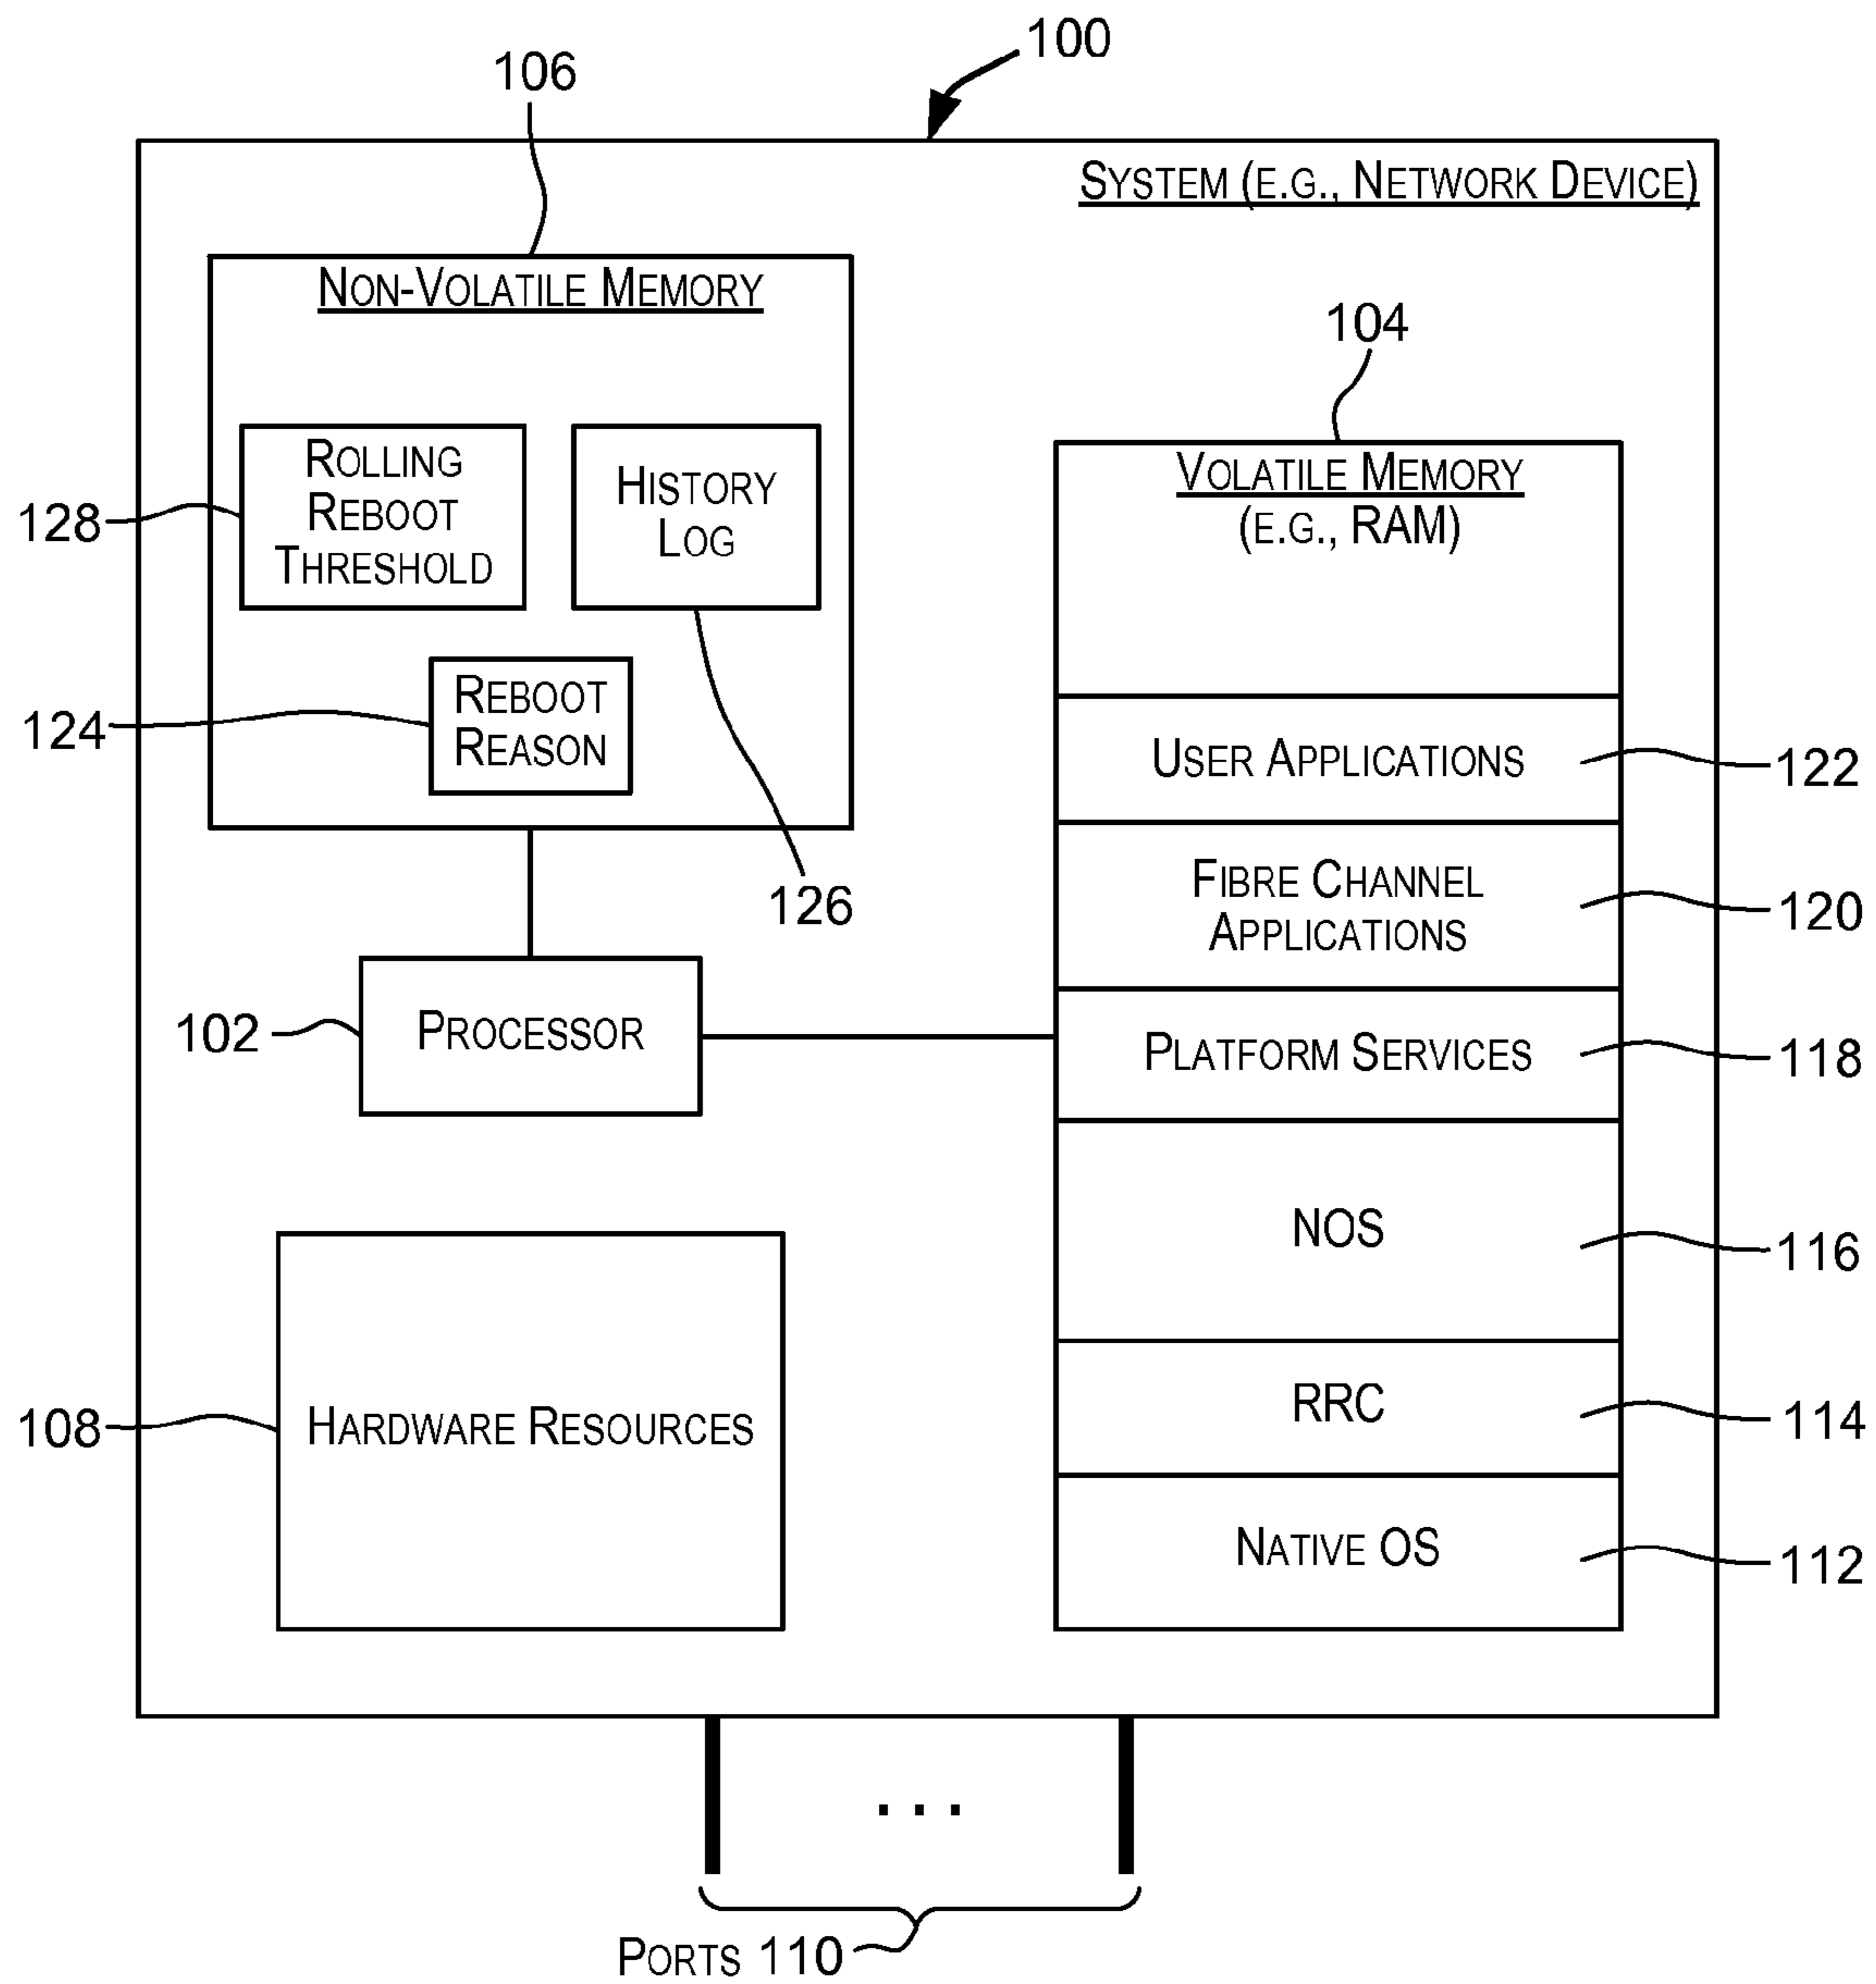 100
106
SYSTEM (E.G., NETWORK DEVICE)
NON-VOLATILE MEMORY
104
ROLLING
REBOOT
THRESHOLD
HISTORY
LOG
128
VOLATILE MEMORY
(E.G., RAM)
REBOOT
REASON
124
USER APPLICATIONS
122
126
FIBRE CHANNEL
APPLICATIONS
120
102
PROCESSOR
PLATFORM SERVICES
118
NOS
116
108
HARDWARE RESOURCES
RRC
114
NATIVE OS
112
...
PORTS 110